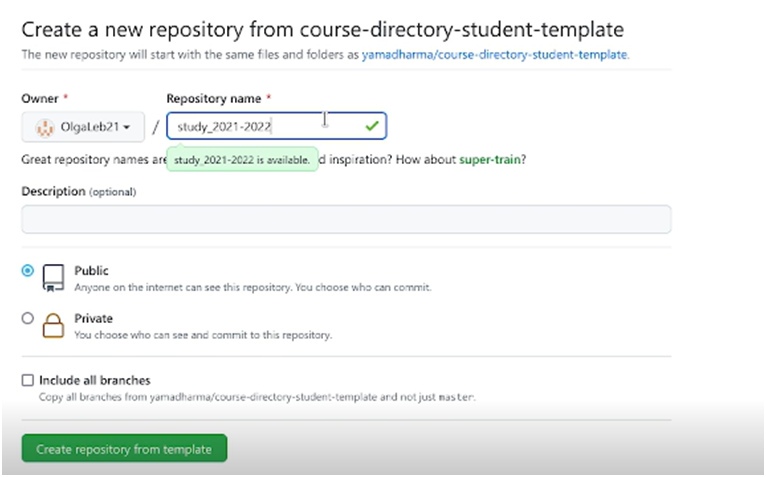 Create a new repository from course-directory-student-template
The new repository will start with the same files and folders as yamadharma/course-directory-student-template.
Owner * Repository name *
OlgaLeb21 / study_2021-2022
Great repository names are study_2021-2022 is available. d inspiration? How about super-train?
Description (optional)
Public
Anyone on the internet can see this repository. You choose who can commit.
Private
You choose who can see and commit to this repository.
Include all branches
Copy all branches from yamadharma/course-directory-student-template and not just master.
Create repository from template